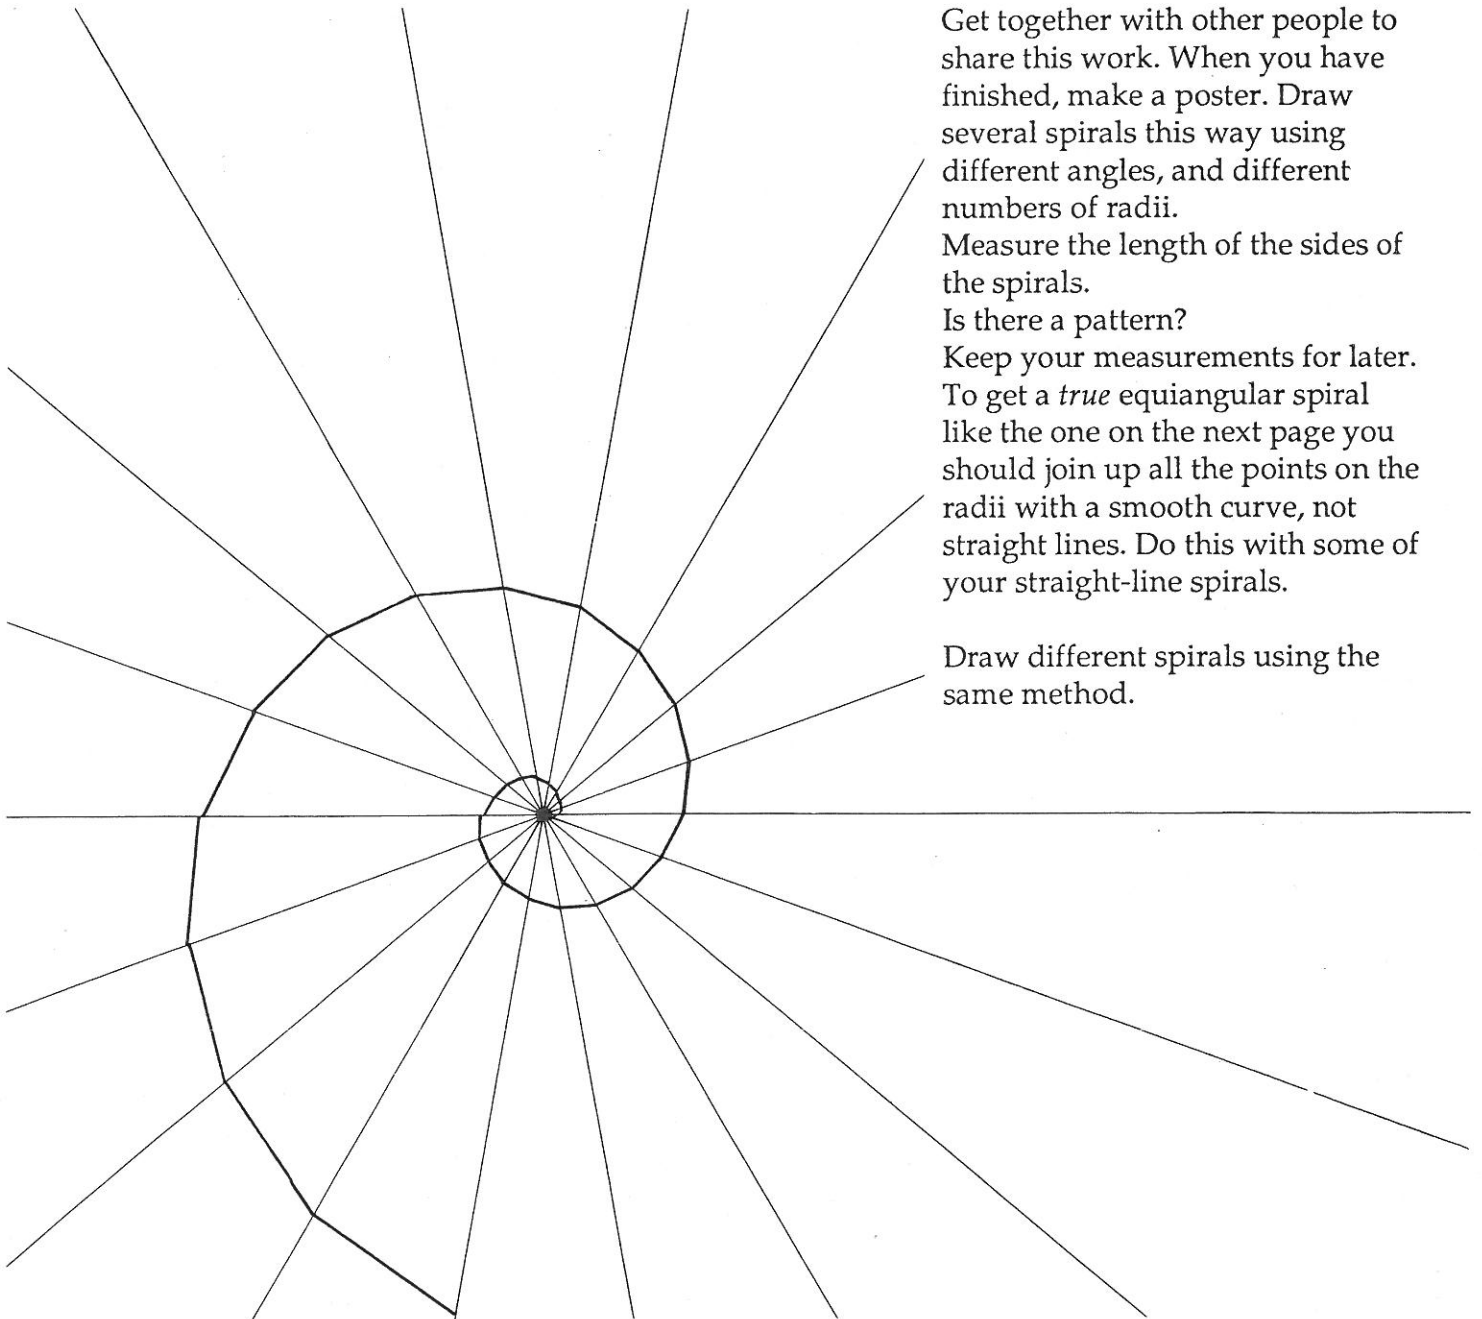 Get together with other people to
share this work. When you have
finished, make a poster. Draw
several spirals this way using
different angles, and different
numbers of radii.
Measure the length of the sides of
the spirals.
Is there a pattern?
Keep your measurements for later.
To get a true equiangular spiral
like the one on the next page you
should join up all the points on the
radii with a smooth curve, not
straight lines. Do this with some of
your straight-line spirals.
Draw different spirals using the
same method.